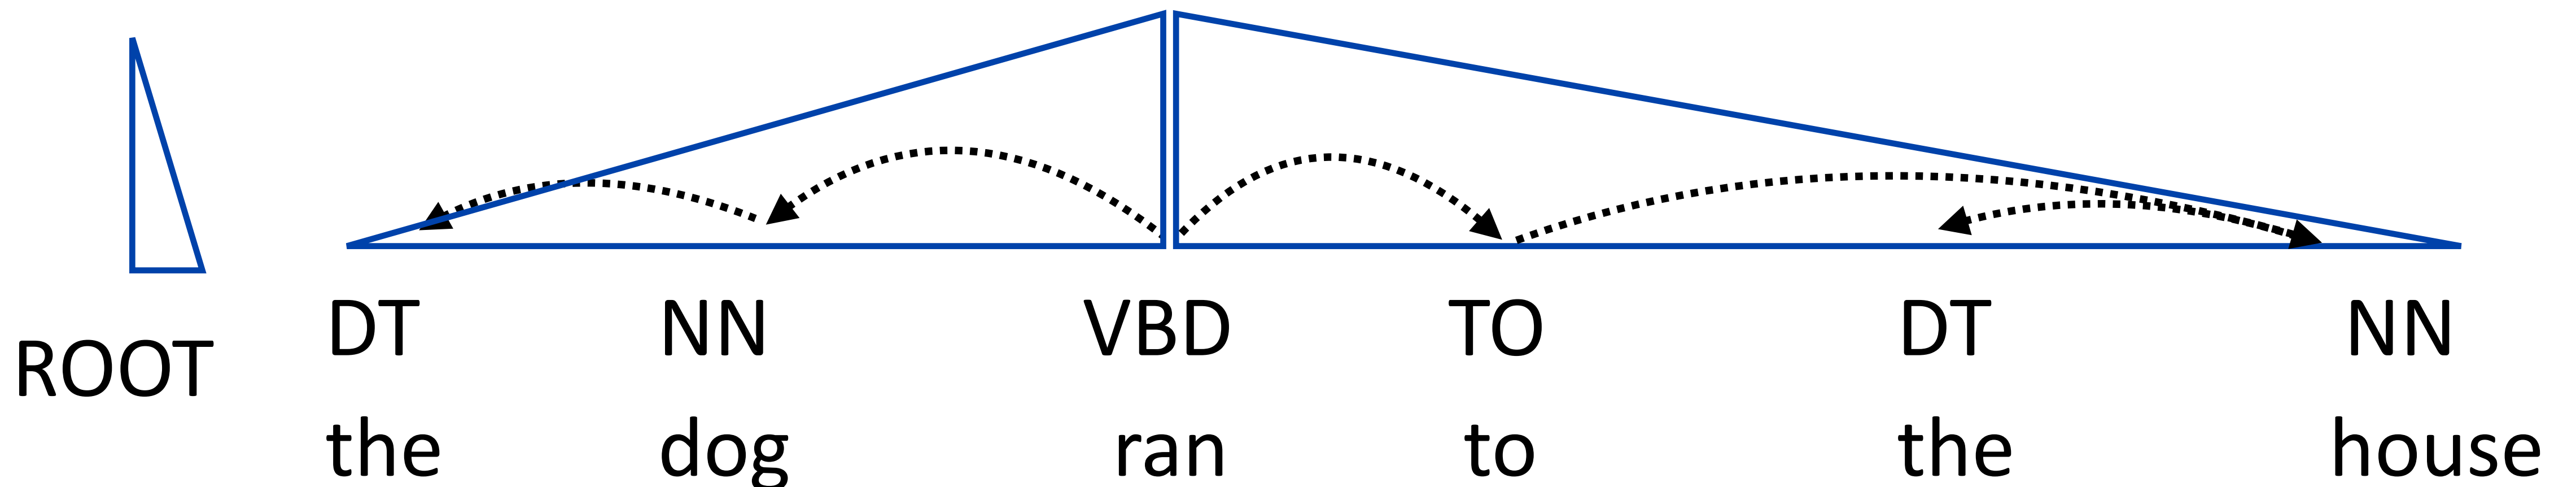 DT NN VBD TO DT NN
ROOT
the dog ran to the house